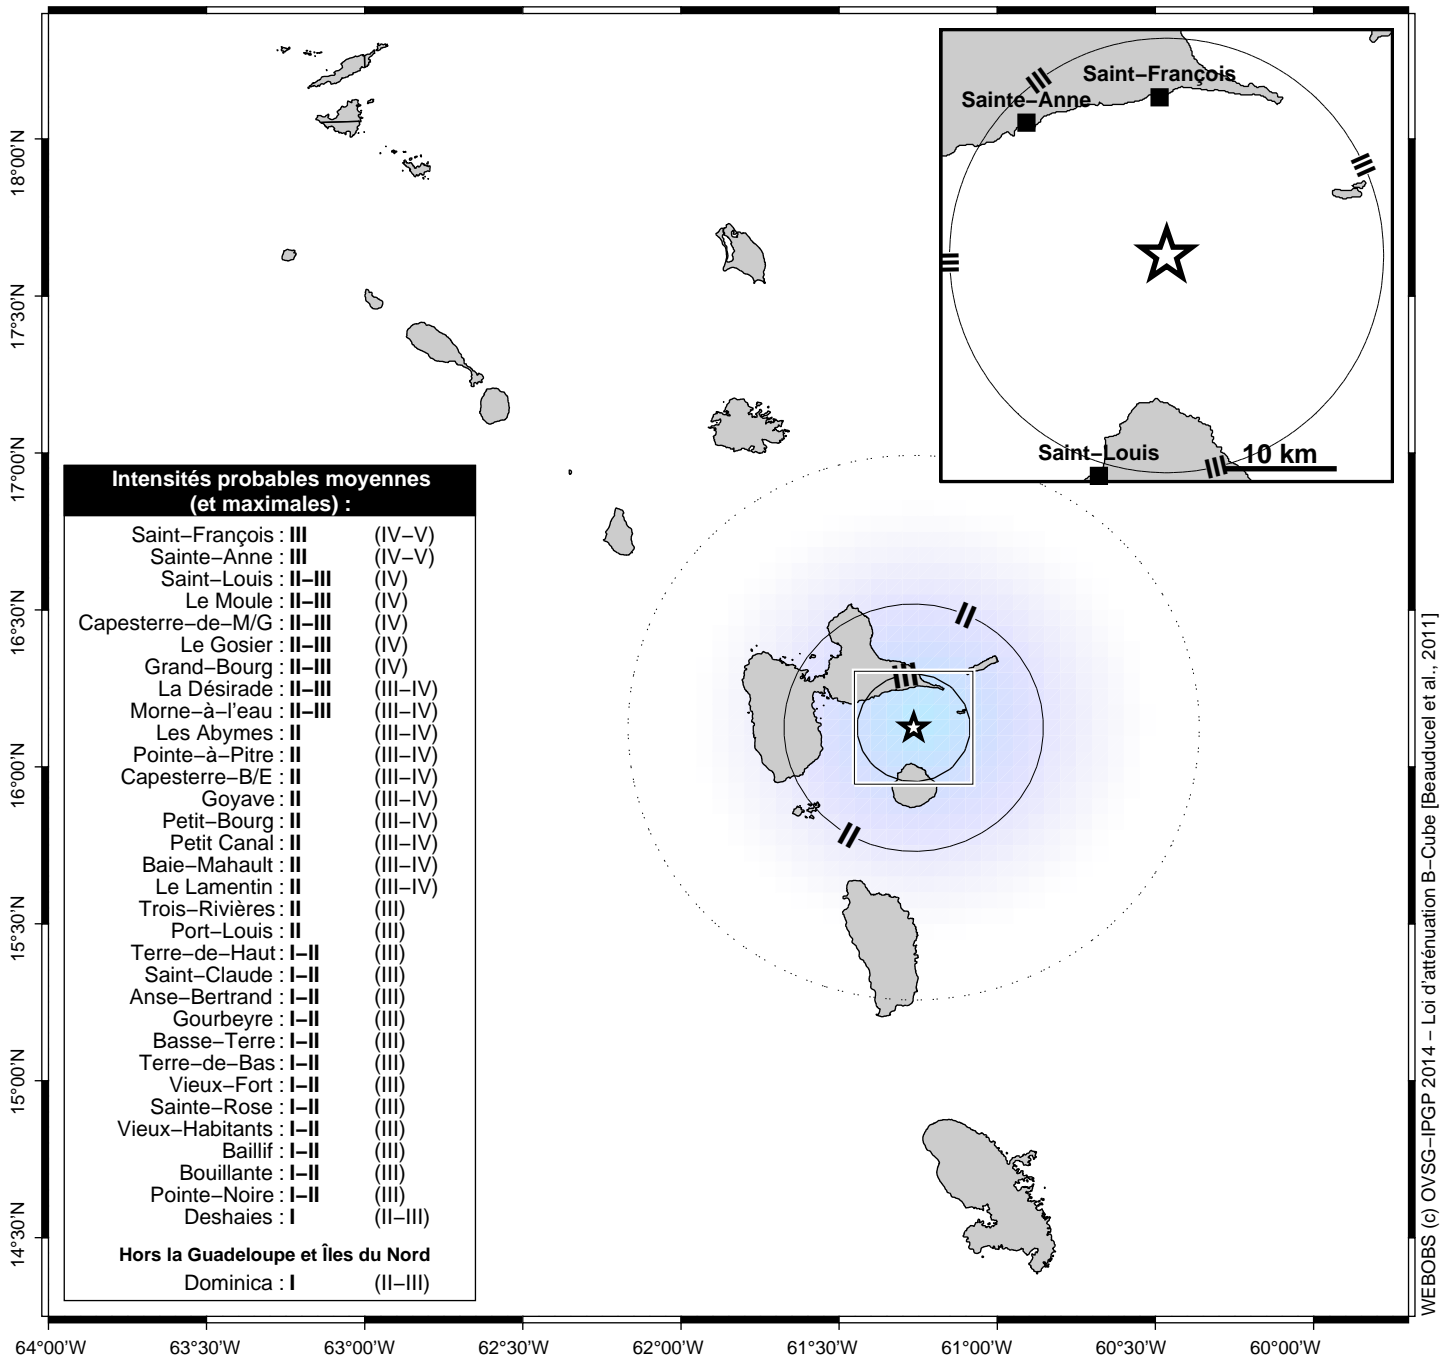 Saint–François
Sainte–Anne
III
III
III
Saint–Louis
III
10 km
18°00'N
17°30'N
17°00'N
16°30'N
16°00'N
15°30'N
15°00'N
14°30'N
Intensités probables moyennes
(et maximales) :
Saint–François : III (IV–V)
Sainte–Anne : III (IV–V)
Saint–Louis : II–III (IV)
Le Moule : II–III (IV)
Capesterre–de–M/G : II–III (IV)
Le Gosier : II–III (IV)
Grand–Bourg : II–III (IV)
La Désirade : II–III (III–IV)
Morne–à–l'eau : II–III (III–IV)
Les Abymes : II (III–IV)
Pointe–à–Pitre : II (III–IV)
Capesterre–B/E : II (III–IV)
Goyave : II (III–IV)
Petit–Bourg : II (III–IV)
Petit Canal : II (III–IV)
Baie–Mahault : II (III–IV)
Le Lamentin : II (III–IV)
Trois–Rivières : II (III)
Port–Louis : II (III)
Terre–de–Haut : I–II (III)
Saint–Claude : I–II (III)
Anse–Bertrand : I–II (III)
Gourbeyre : I–II (III)
Basse–Terre : I–II (III)
Terre–de–Bas : I–II (III)
Vieux–Fort : I–II (III)
Sainte–Rose : I–II (III)
Vieux–Habitants : I–II (III)
Baillif : I–II (III)
Bouillante : I–II (III)
Pointe–Noire : I–II (III)
Deshaies : I (II–III)
Hors la Guadeloupe et Îles du Nord
Dominica : I (II–III)
II
III
II
WEBOBS (c) OVSG–IPGP 2014 – Loi d'atténuation B–Cube [Beauducel et al., 2011]
64°00'W 63°30'W 63°00'W 62°30'W 62°00'W 61°30'W 61°00'W 60°30'W 60°00'W